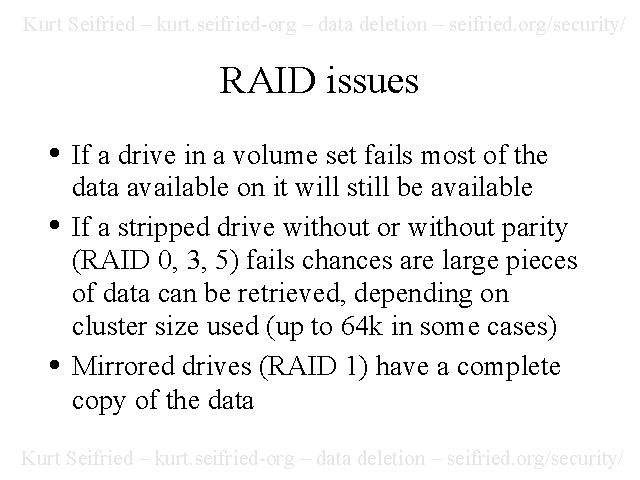 Kurt Seifried – kurt.seifried-org – data deletion – seifried.org/security/
RAID issues
• If a drive in a volume set fails most of the
data available on it will still be available
• If a stripped drive without or without parity
(RAID 0, 3, 5) fails chances are large pieces
of data can be retrieved, depending on
cluster size used (up to 64k in some cases)
• Mirrored drives (RAID 1) have a complete
copy of the data
Kurt Seifried – kurt.seifried-org – data deletion – seifried.org/security/